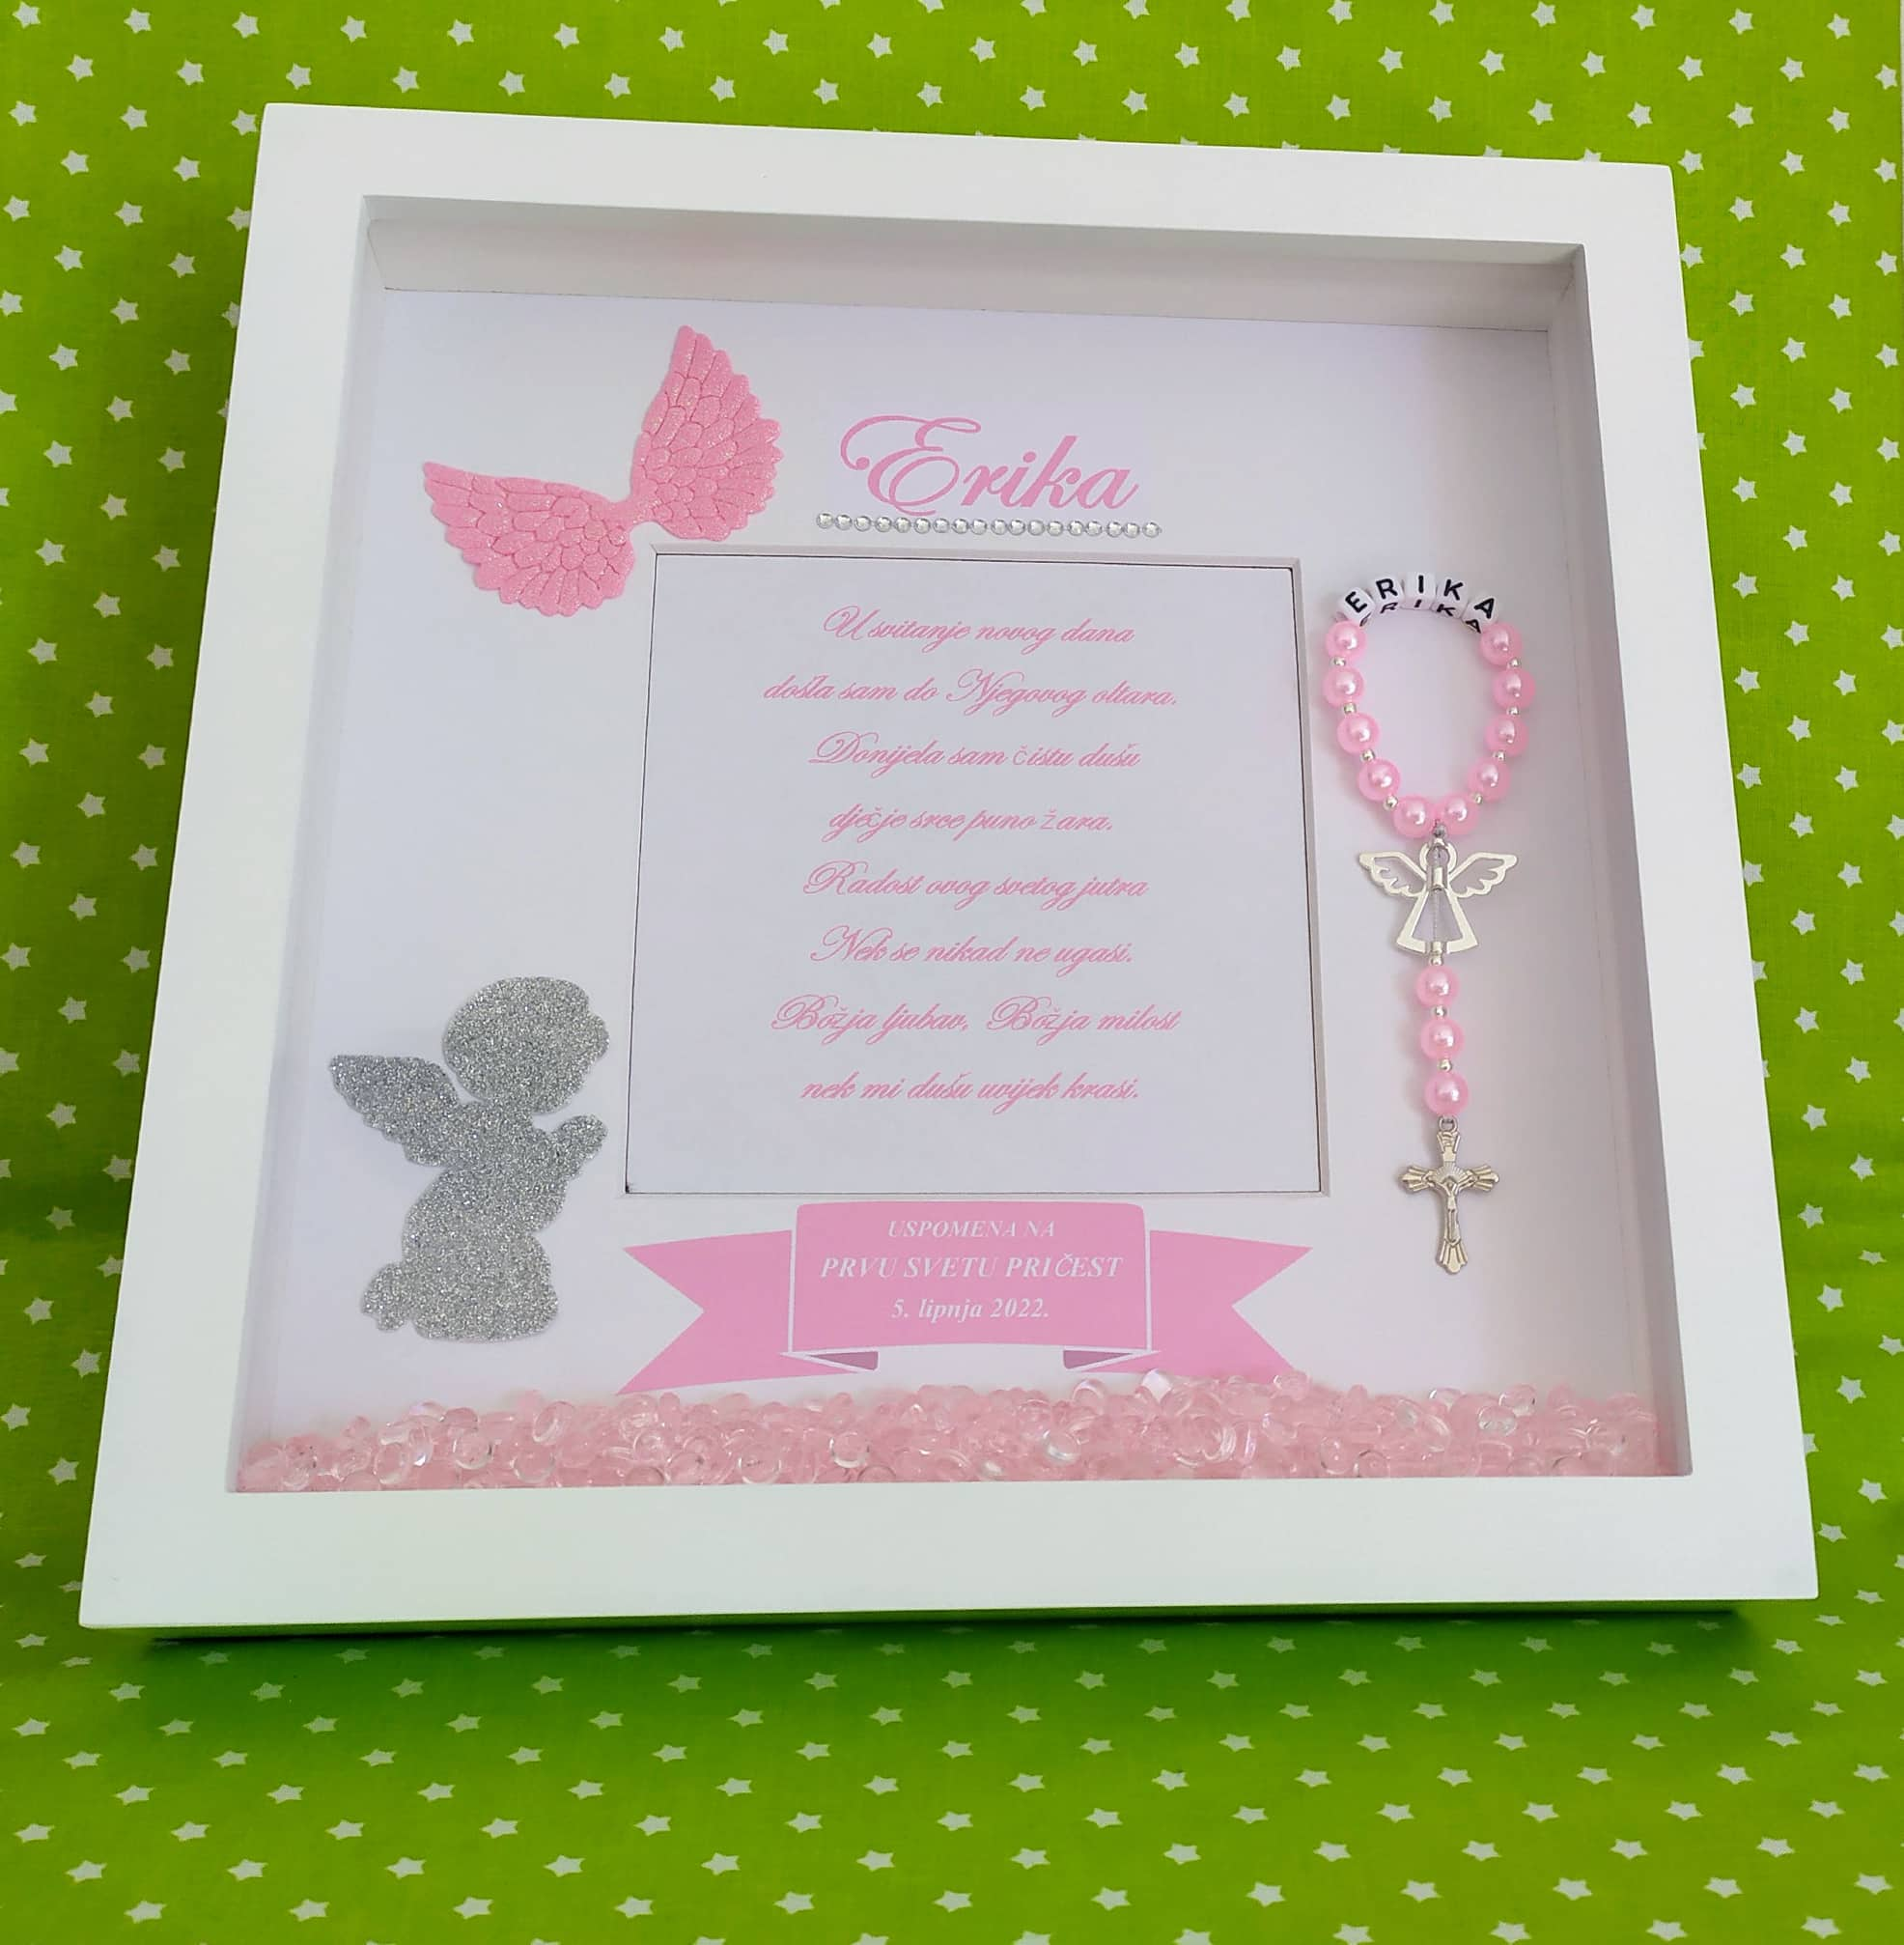 Erika
U svitanje novog dana
došla sam do Njegovog oltara.
Donijela sam čistu dušu
dječje srce puno žara.
Radost ovog svetog jutra
Nek se nikad ne ugasi.
Božja ljubav, Božja milost
nek mi dušu uvijek krasi.
ERIKA
USPOMENA NA
PRVU SVETU PRIČEST
5. lipnja 2022.